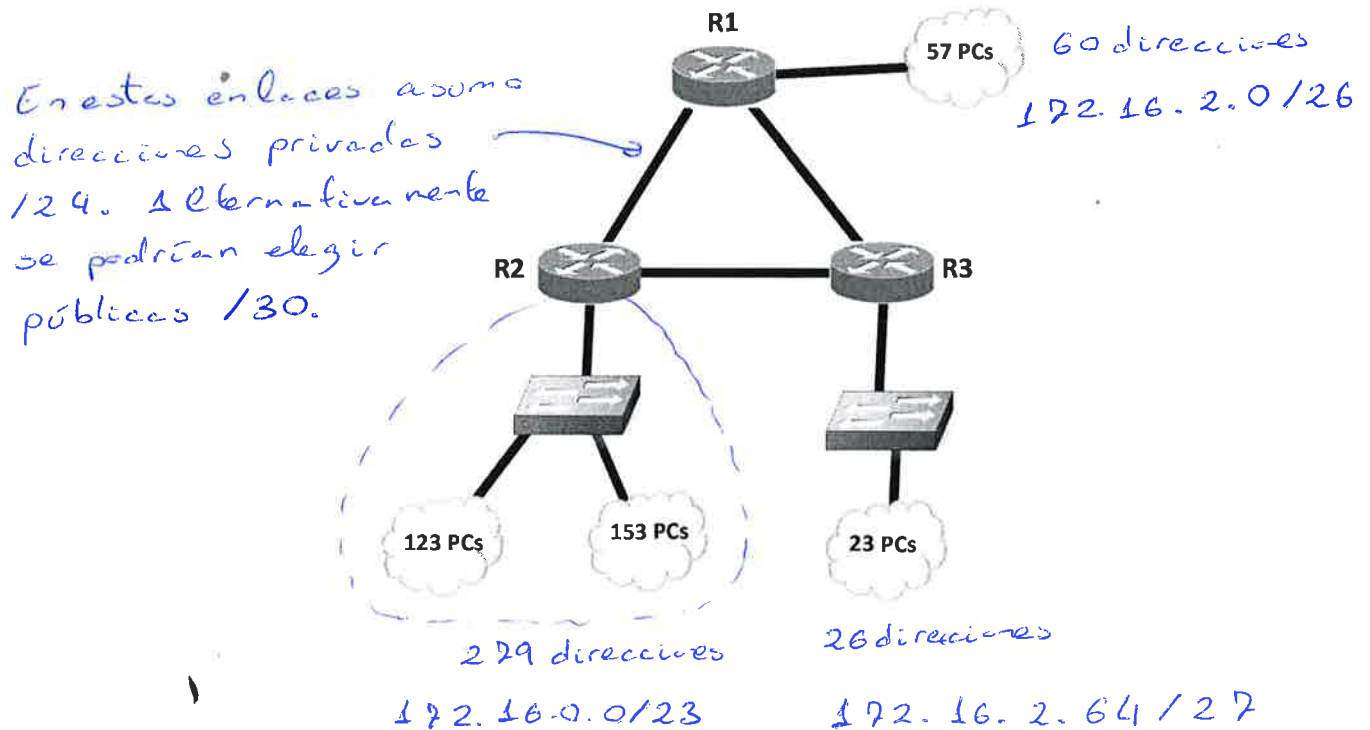 R1
57 PCs
60 direcciones
172.16.2.0/26
En estos enlaces asumo
direcciones privadas
/24. Alternativamente
se podrían elegir
públicas /30.
R2
R3
123 PCs
153 PCs
23 PCs
279 direcciones
172.16.0.0/23
26 direcciones
172.16.2.64/27